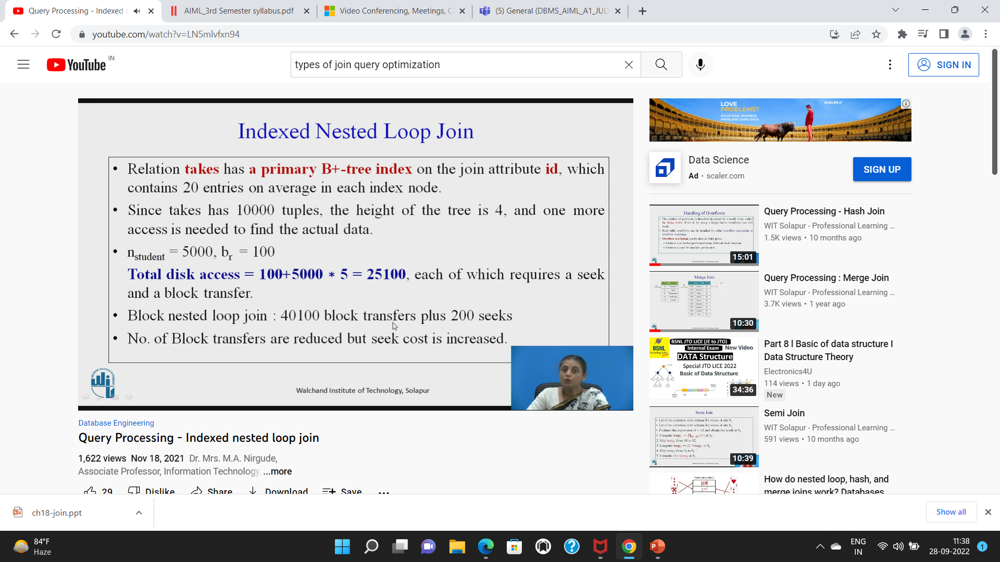 Query Processing - Indexed
AIML_3rd Semester syllabus.pdf
Video Conferencing, Meetings,
(5) General (DBMS_AIML_A1_JUL
youtube.com/watch?v=LN5mlvfxn94
YouTube IN
types of join query optimization
SIGN IN
Indexed Nested Loop Join
• Relation takes has a primary B+-tree index on the join attribute id, which
contains 20 entries on average in each index node.
• Since takes has 10000 tuples, the height of the tree is 4, and one more
access is needed to find the actual data.
• nstudent = 5000, br = 100
Total disk access = 100+5000 * 5 = 25100, each of which requires a seek
and a block transfer.
• Block nested loop join : 40100 block transfers plus 200 seeks
• No. of Block transfers are reduced but seek cost is increased.
Walchand Institute of Technology, Solapur
Database Engineering
Query Processing - Indexed nested loop join
1,622 views Nov 18, 2021 Dr. Mrs. M.A. Nirgude,
Associate Professor, Information Technology, ...more
29 Dislike Share Download Save
LOVE
PROBLEMS?
SOLVE REAL BUSINESS
PROBLEMS USING DATA.
SCALER
Data Science
Ad · scaler.com
SIGN UP
Handling of Overflows
15:01
Query Processing - Hash Join
WIT Solapur - Professional Learning ...
1.5K views • 10 months ago
Merge Join
10:30
Query Processing : Merge Join
WIT Solapur - Professional Learning ...
3.7K views • 1 year ago
BSNL
BSNL JTO LICE (JE to JTO)
Internal Exam New Video
DATA Structure
Special JTO LICE 2022
Basic of Data Structure
34:36
Part 8 l Basic of data structure I
Data Structure Theory
Electronics4U
114 views • 1 day ago
New
Semi Join
10:39
Semi Join
WIT Solapur - Professional Learning ...
591 views • 10 months ago
How do nested loop, hash, and
merge joins work? Databases
ch18-join.ppt
Show all
84°F
Haze
ENG
IN
11:38
28-09-2022
1